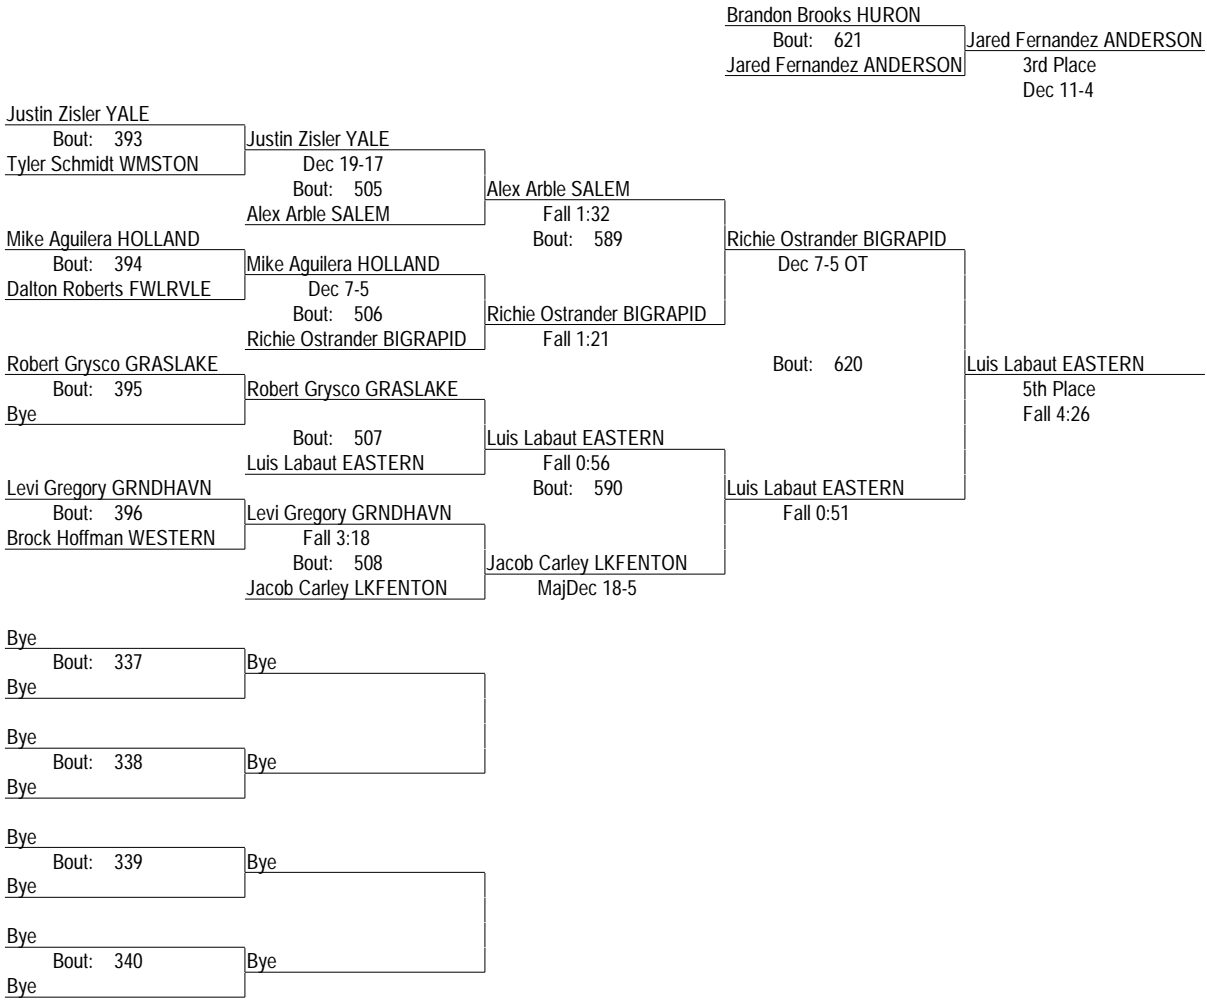 Brandon Brooks HURON
Bout: 621
Jared Fernandez ANDERSON
Jared Fernandez ANDERSON
3rd Place
Dec 11-4
Justin Zisler YALE
Bout: 393
Tyler Schmidt WMSTON
Justin Zisler YALE
Dec 19-17
Bout: 505
Alex Arble SALEM
Alex Arble SALEM
Fall 1:32
Bout: 589
Mike Aguilera HOLLAND
Bout: 394
Dalton Roberts FWLRVLE
Mike Aguilera HOLLAND
Dec 7-5
Bout: 506
Richie Ostrander BIGRAPID
Richie Ostrander BIGRAPID
Fall 1:21
Richie Ostrander BIGRAPID
Dec 7-5 OT
Bout: 620
Luis Labaut EASTERN
5th Place
Fall 4:26
Robert Grysco GRASLAKE
Bout: 395
Bye
Robert Grysco GRASLAKE
Bout: 507
Luis Labaut EASTERN
Luis Labaut EASTERN
Fall 0:56
Bout: 590
Luis Labaut EASTERN
Fall 0:51
Levi Gregory GRNDHAVN
Bout: 396
Brock Hoffman WESTERN
Levi Gregory GRNDHAVN
Fall 3:18
Bout: 508
Jacob Carley LKFENTON
Jacob Carley LKFENTON
MajDec 18-5
Bye
Bout: 337
Bye
Bye
Bye
Bout: 338
Bye
Bye
Bye
Bout: 339
Bye
Bye
Bye
Bout: 340
Bye
Bye